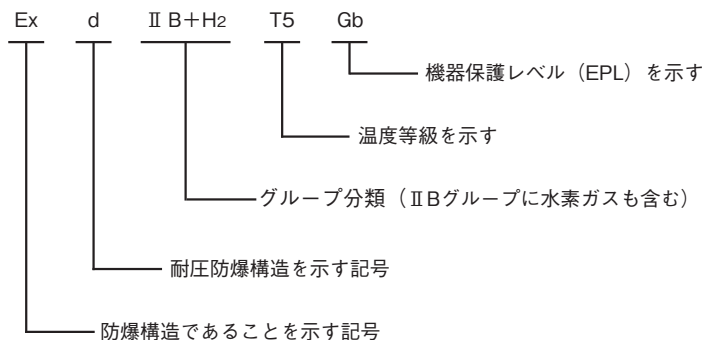 Ex d Ⅱ B＋H2 T5 Gb
機器保護レベル（EPL）を示す
温度等級を示す
グループ分類（ⅡBグループに水素ガスも含む）
耐圧防爆構造を示す記号
防爆構造であることを示す記号